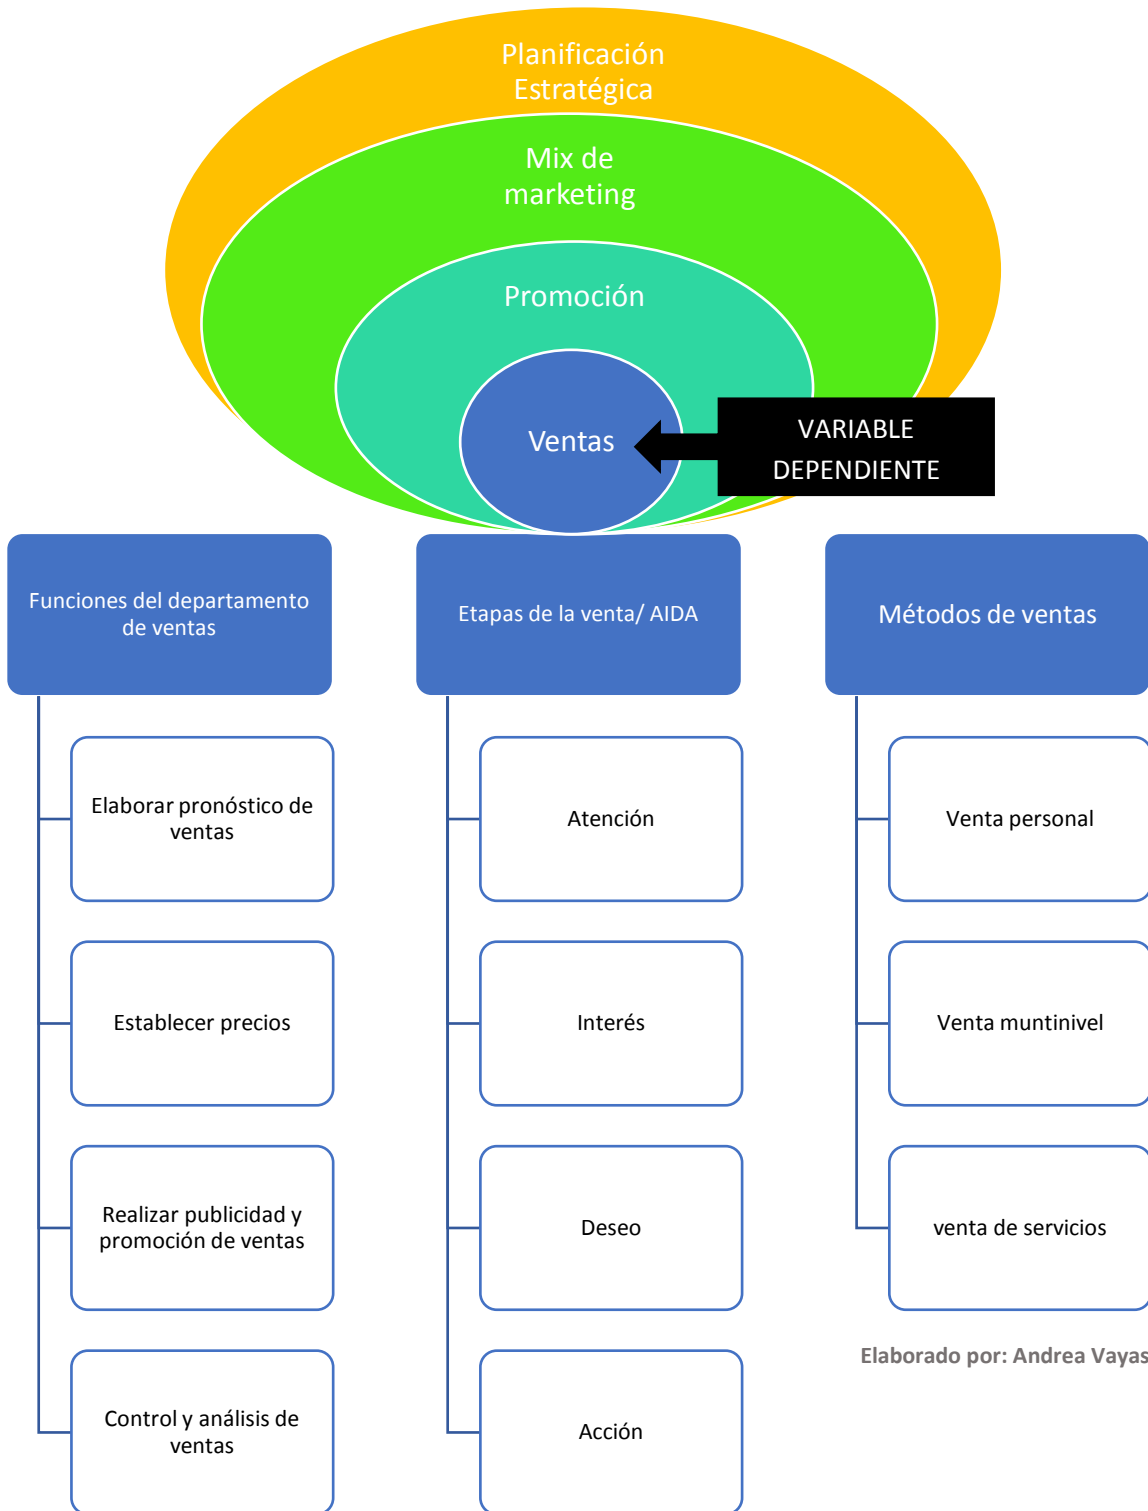 Planificación
Estratégica
Mix de
marketing
Promoción
Ventas
VARIABLE
DEPENDIENTE
Funciones del departamento
de ventas
Elaborar pronóstico de
ventas
Establecer precios
Realizar publicidad y
promoción de ventas
Control y análisis de
ventas
Etapas de la venta/ AIDA
Atención
Interés
Deseo
Acción
Métodos de ventas
Venta personal
Venta muntinivel
venta de servicios
Elaborado por: Andrea Vayas